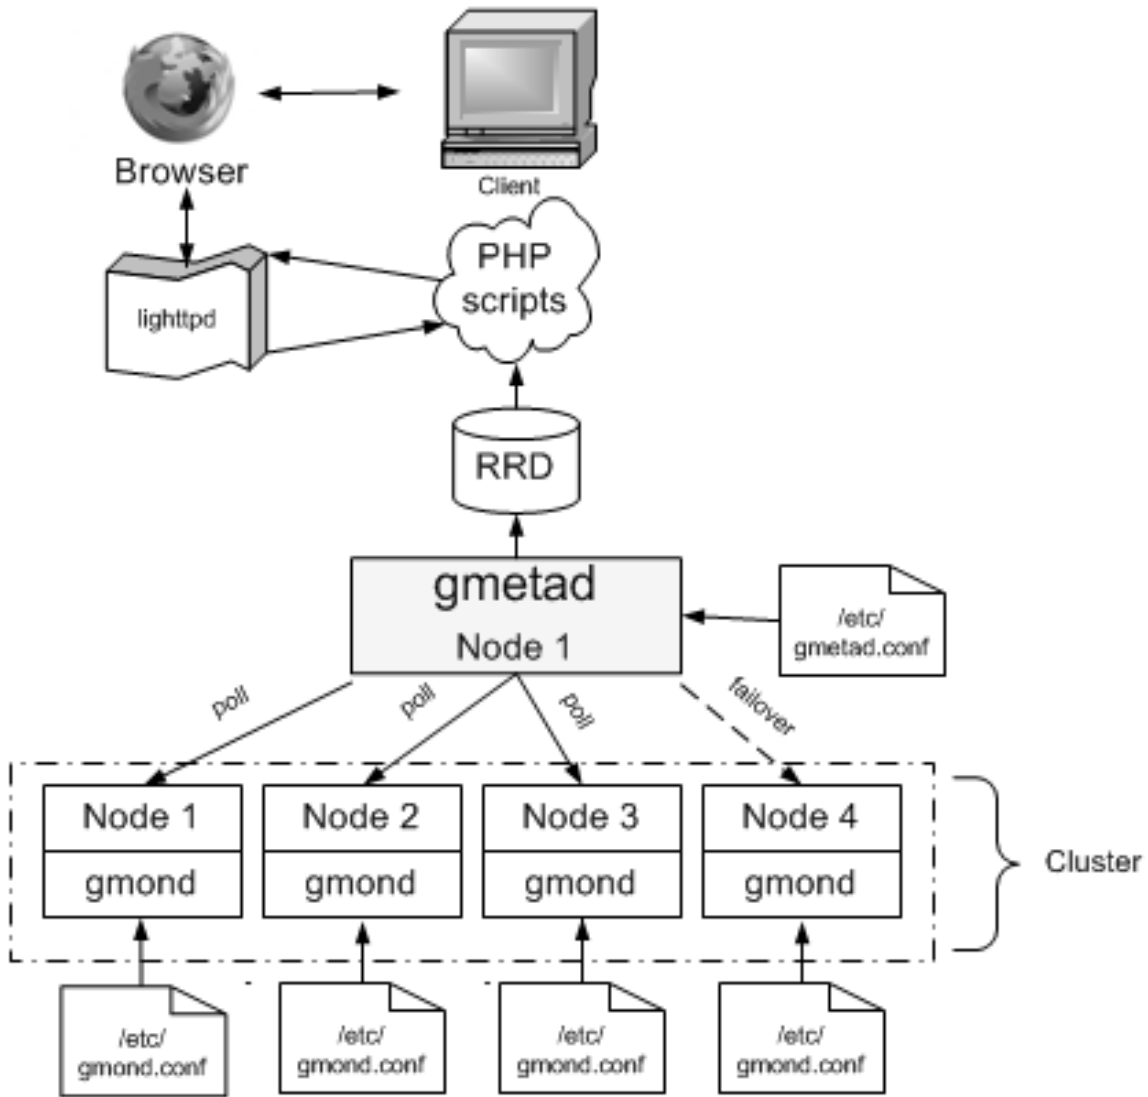 Browser
Client
PHP
scripts
lighttpd
RRD
gmetad
Node 1
/etc/
gmetad.conf
poll
poll
poll
failover
Node 1
Node 2
Node 3
Node 4
gmond
gmond
gmond
gmond
Cluster
/etc/
gmond.conf
/etc/
gmond.conf
/etc/
gmond.conf
/etc/
gmond.conf